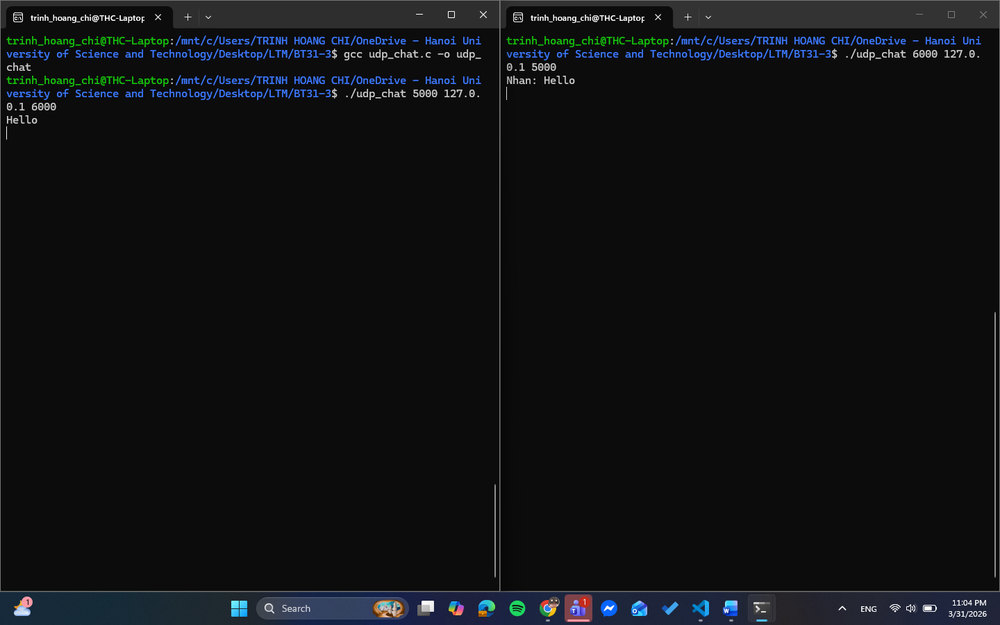 trinh_hoang_chi@THC-Laptop
trinh_hoang_chi@THC-Laptop:/mnt/c/Users/TRINH HOANG CHI/OneDrive - Hanoi Uni
versity of Science and Technology/Desktop/LTM/BT31-3$ gcc udp_chat.c -o udp_
chat
trinh_hoang_chi@THC-Laptop:/mnt/c/Users/TRINH HOANG CHI/OneDrive - Hanoi Uni
versity of Science and Technology/Desktop/LTM/BT31-3$ ./udp_chat 5000 127.0.
0.1 6000
Hello
trinh_hoang_chi@THC-Laptop
trinh_hoang_chi@THC-Laptop:/mnt/c/Users/TRINH HOANG CHI/OneDrive - Hanoi Uni
versity of Science and Technology/Desktop/LTM/BT31-3$ ./udp_chat 6000 127.0.
0.1 5000
Nhan: Hello
1
Search
1
ENG
11:04 PM
3/31/2026